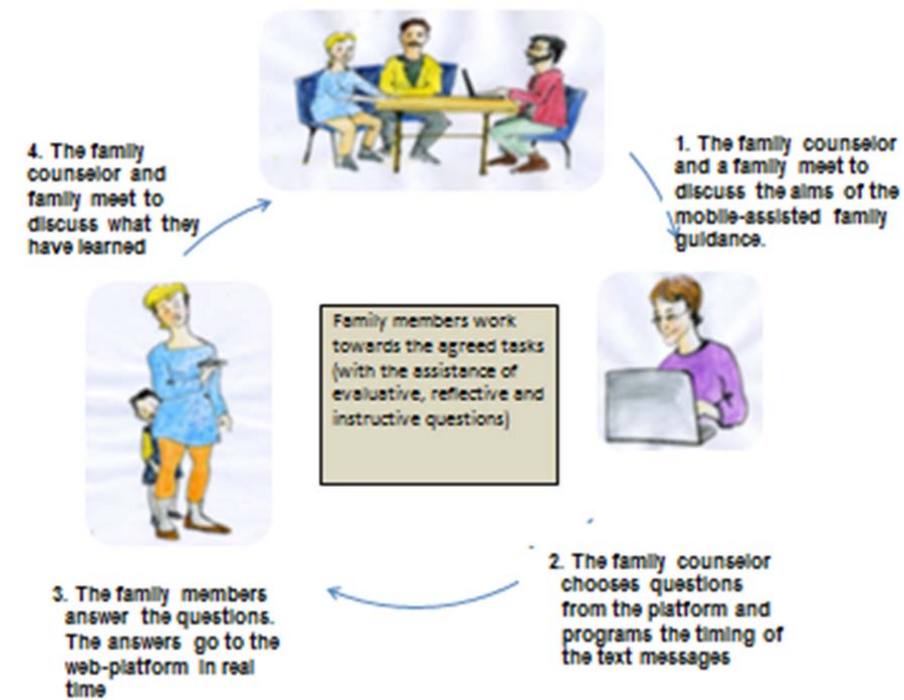 1. The family counselor
and a family meet to
discuss the aims of the
mobile-assisted family
guidance.
2. The family counselor
chooses questions
from the platform and
programs the timing of
the text messages
3. The family members
answer the questions.
The answers go to the
web-platform in real
time
4. The family
counselor and
family meet to
discuss what they
have learned
Family members work
towards the agreed tasks
(with the assistance of
evaluative, reflective and
instructive questions)